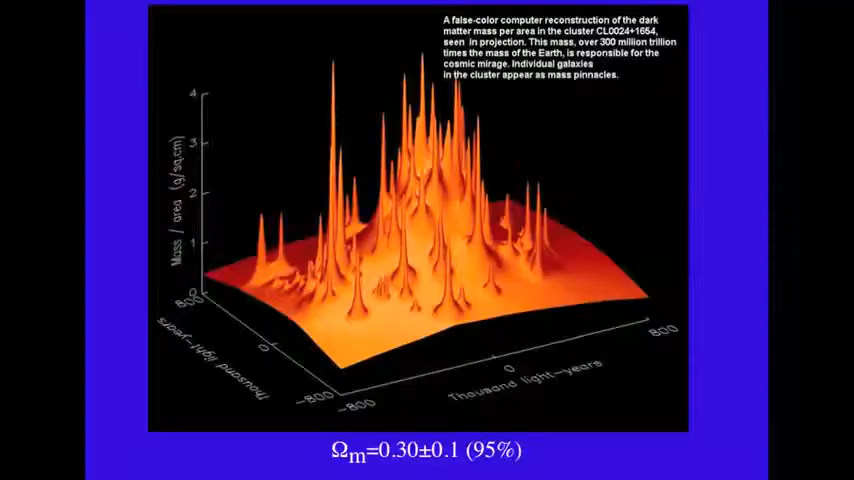 A false-color computer reconstruction of the dark
matter mass per area in the cluster CL0024+1654,
seen in projection. This mass, over 300 million trillion
times the mass of the Earth, is responsible for the
cosmic mirage. Individual galaxies
in the cluster appear as mass pinnacles.
4
3
2
1
0
Mass / area (g/sq.cm)
800
0
-800
Thousand light-years
-800
0
800
Thousand light-years
Ωm=0.30±0.1 (95%)